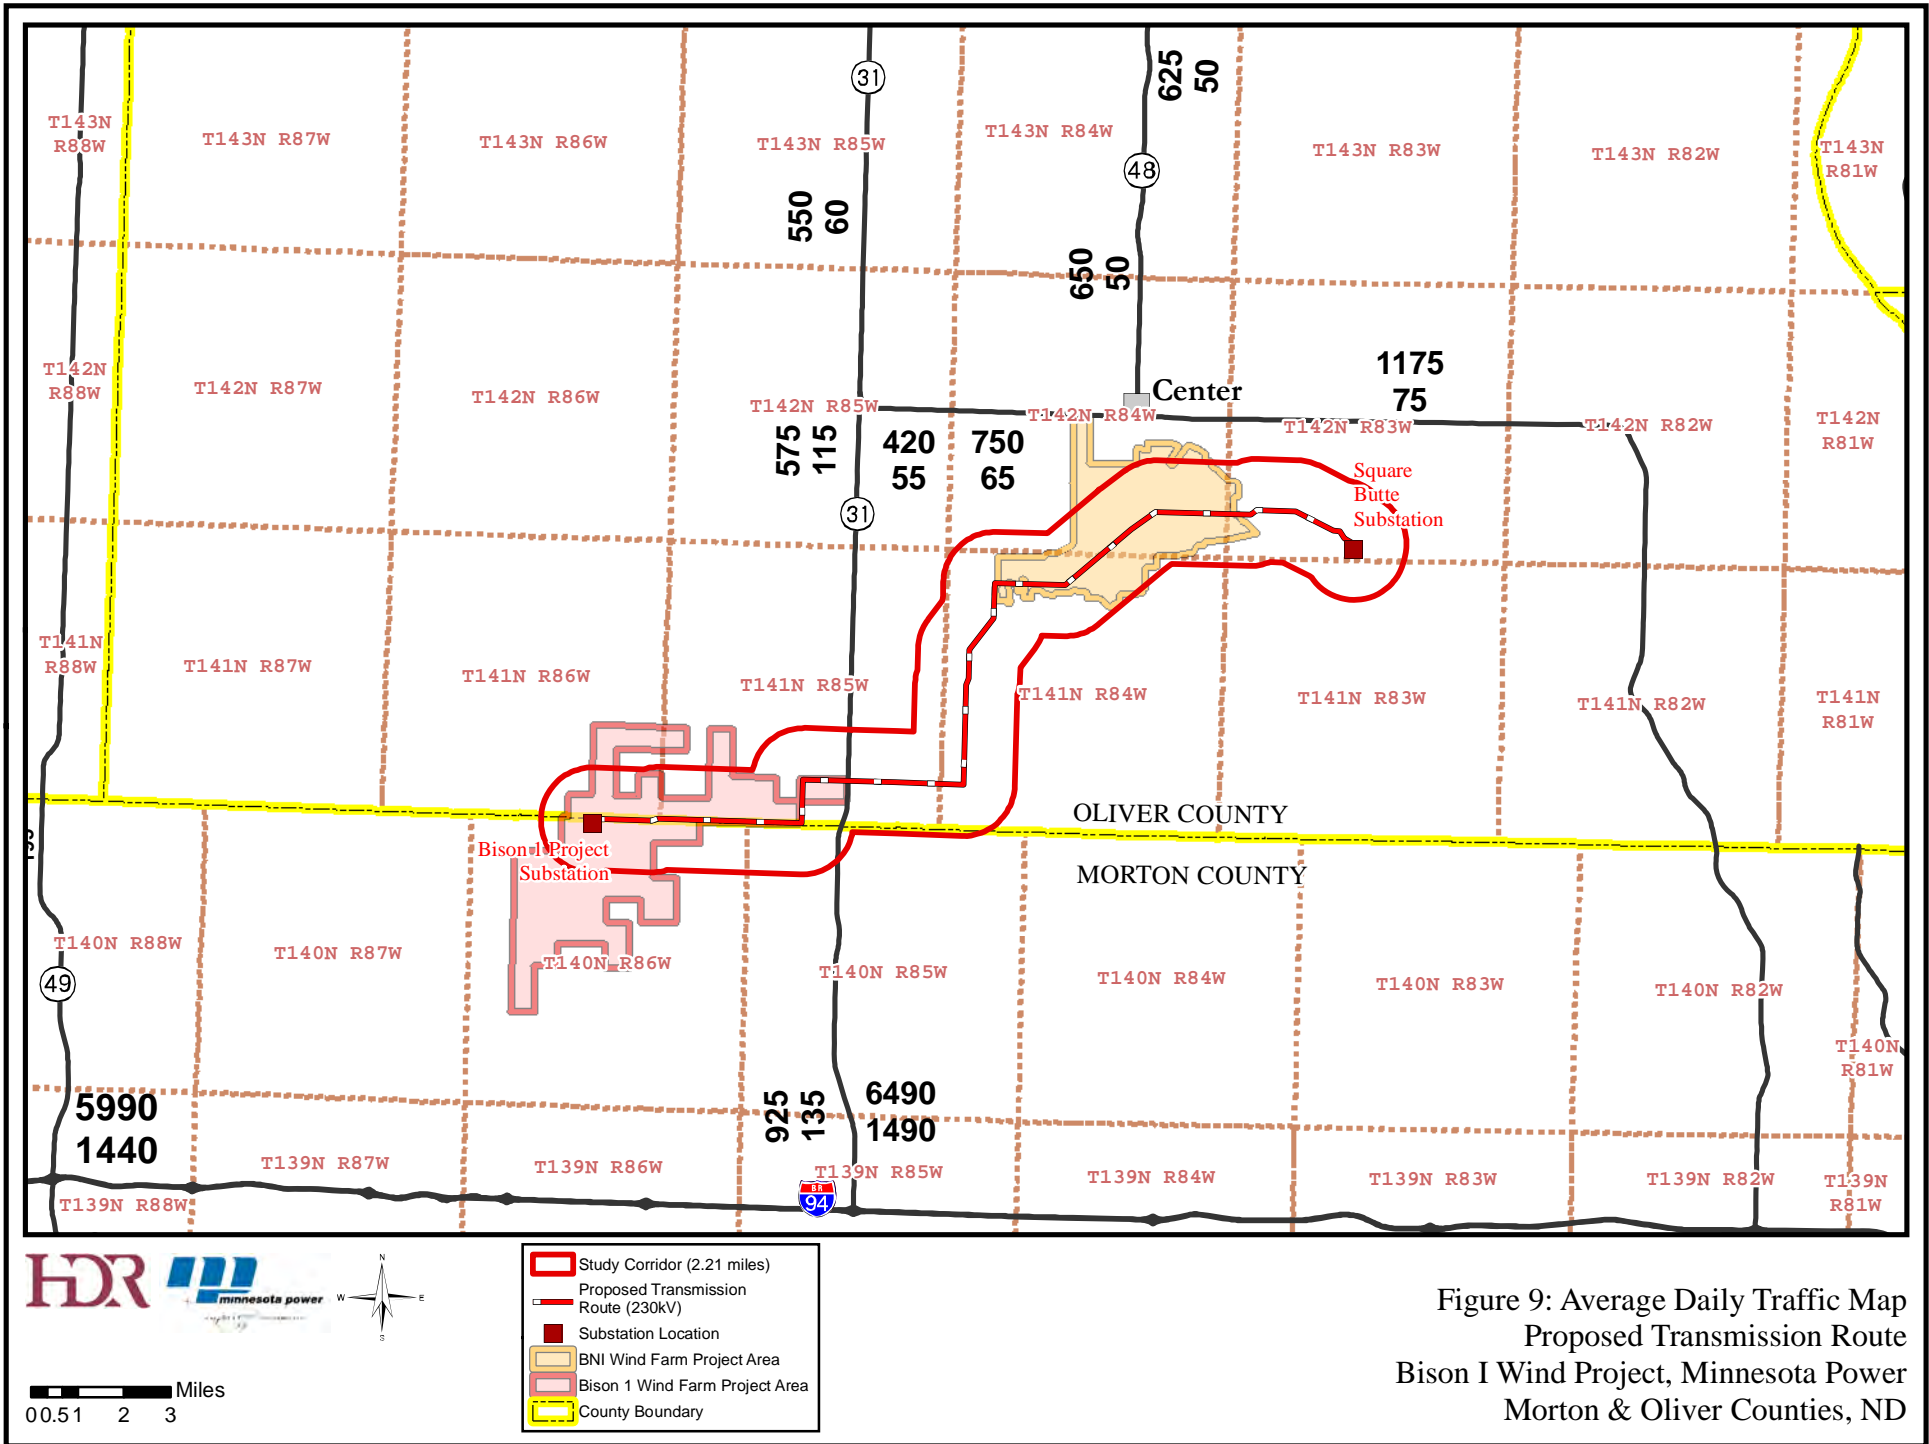 31
625
50
T143N
R88W
T143N R87W
T143N R86W
T143N R85W
T143N R84W
T143N R83W
T143N R82W
T143N
R81W
48
550
60
650
50
T142N
R88W
T142N R87W
T142N R86W
T142N R85W
Center
T142N R84W
1175
75
T142N R83W
T142N R82W
T142N
R81W
575
115
420
55
750
65
31
Square
Butte
Substation
T141N
R88W
T141N R87W
T141N R86W
T141N R85W
T141N R84W
T141N R83W
T141N R82W
T141N
R81W
OLIVER COUNTY
MORTON COUNTY
Bison 1 Project
Substation
T140N R88W
T140N R87W
T140N R86W
T140N R85W
T140N R84W
T140N R83W
T140N R82W
T140N
R81W
49
5990
1440
925
135
6490
1490
T139N R88W
T139N R87W
T139N R86W
T139N R85W
T139N R84W
T139N R83W
T139N R82W
T139N
R81W
BR
94
HDR
minnesota power
N
W
E
S
Miles
0 0.5 1 2 3
Study Corridor (2.21 miles)
Proposed Transmission
Route (230kV)
Substation Location
BNI Wind Farm Project Area
Bison 1 Wind Farm Project Area
County Boundary
Figure 9: Average Daily Traffic Map
Proposed Transmission Route
Bison I Wind Project, Minnesota Power
Morton & Oliver Counties, ND